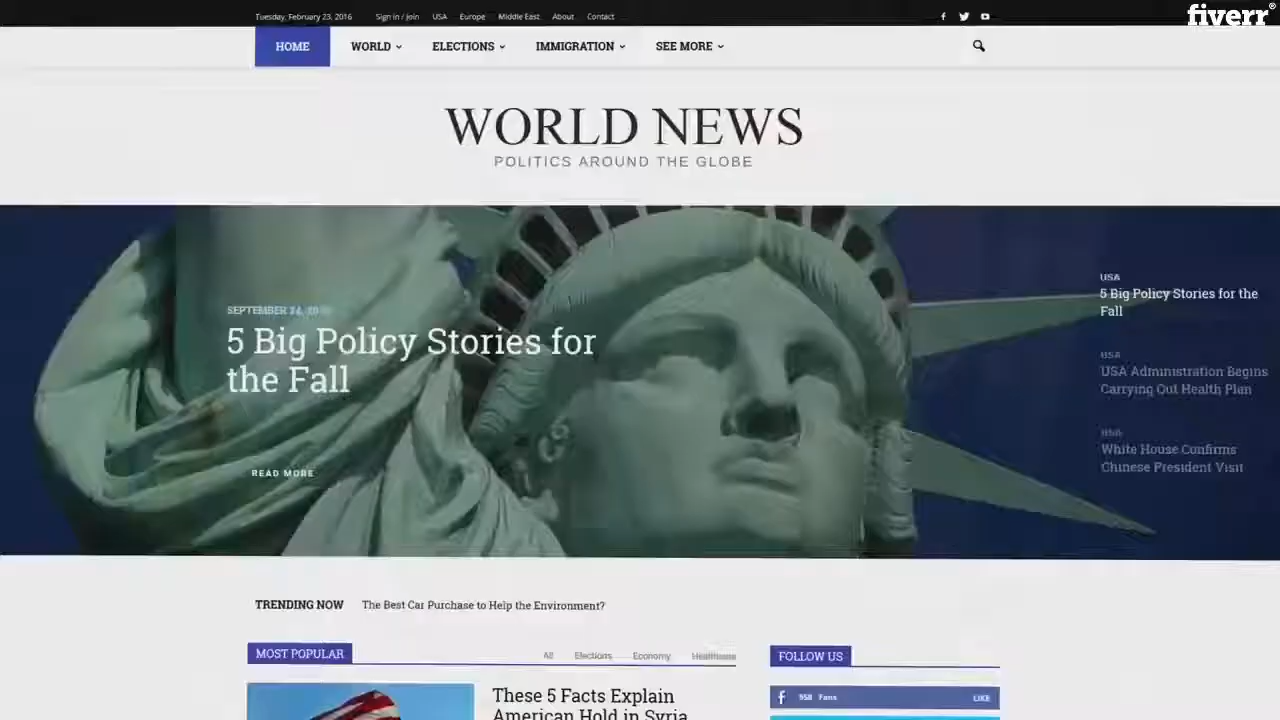 fiverr®
Tuesday, February 23, 2016 Sign in / Join USA Europe Middle East About Contact
HOME WORLD ELECTIONS IMMIGRATION SEE MORE
WORLD NEWS
POLITICS AROUND THE GLOBE
SEPTEMBER 24,
5 Big Policy Stories for
the Fall
READ MORE
USA
5 Big Policy Stories for the
Fall
USA
USA Administration Begins
Carrying Out Health Plan
USA
White House Confirms
Chinese President Visit
TRENDING NOW The Best Car Purchase to Help the Environment?
MOST POPULAR All Elections Economy Healthcare
FOLLOW US
These 5 Facts Explain
American Hold in Syria
958 Fans LIKE